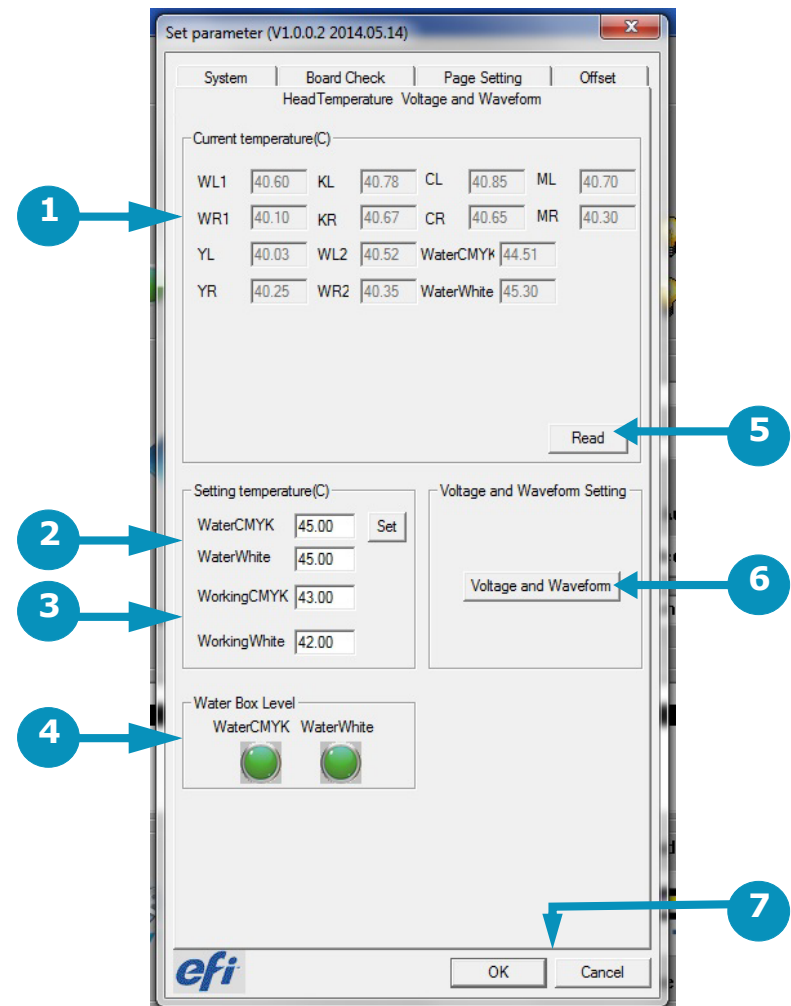 Set parameter (V1.0.0.2 2014.05.14)
x
System Board Check Page Setting Offset
HeadTemperature Voltage and Waveform
Current temperature(C)
WL1 40.60 KL 40.78 CL 40.85 ML 40.70
1
WR1 40.10 KR 40.67 CR 40.65 MR 40.30
YL 40.03 WL2 40.52 WaterCMYK 44.51
YR 40.25 WR2 40.35 WaterWhite 45.30
Read
5
Setting temperature(C)
Voltage and Waveform Setting
2
WaterCMYK 45.00 Set
WaterWhite 45.00
Voltage and Waveform
6
3
WorkingCMYK 43.00
WorkingWhite 42.00
Water Box Level
4
WaterCMYK WaterWhite
7
efi
OK Cancel